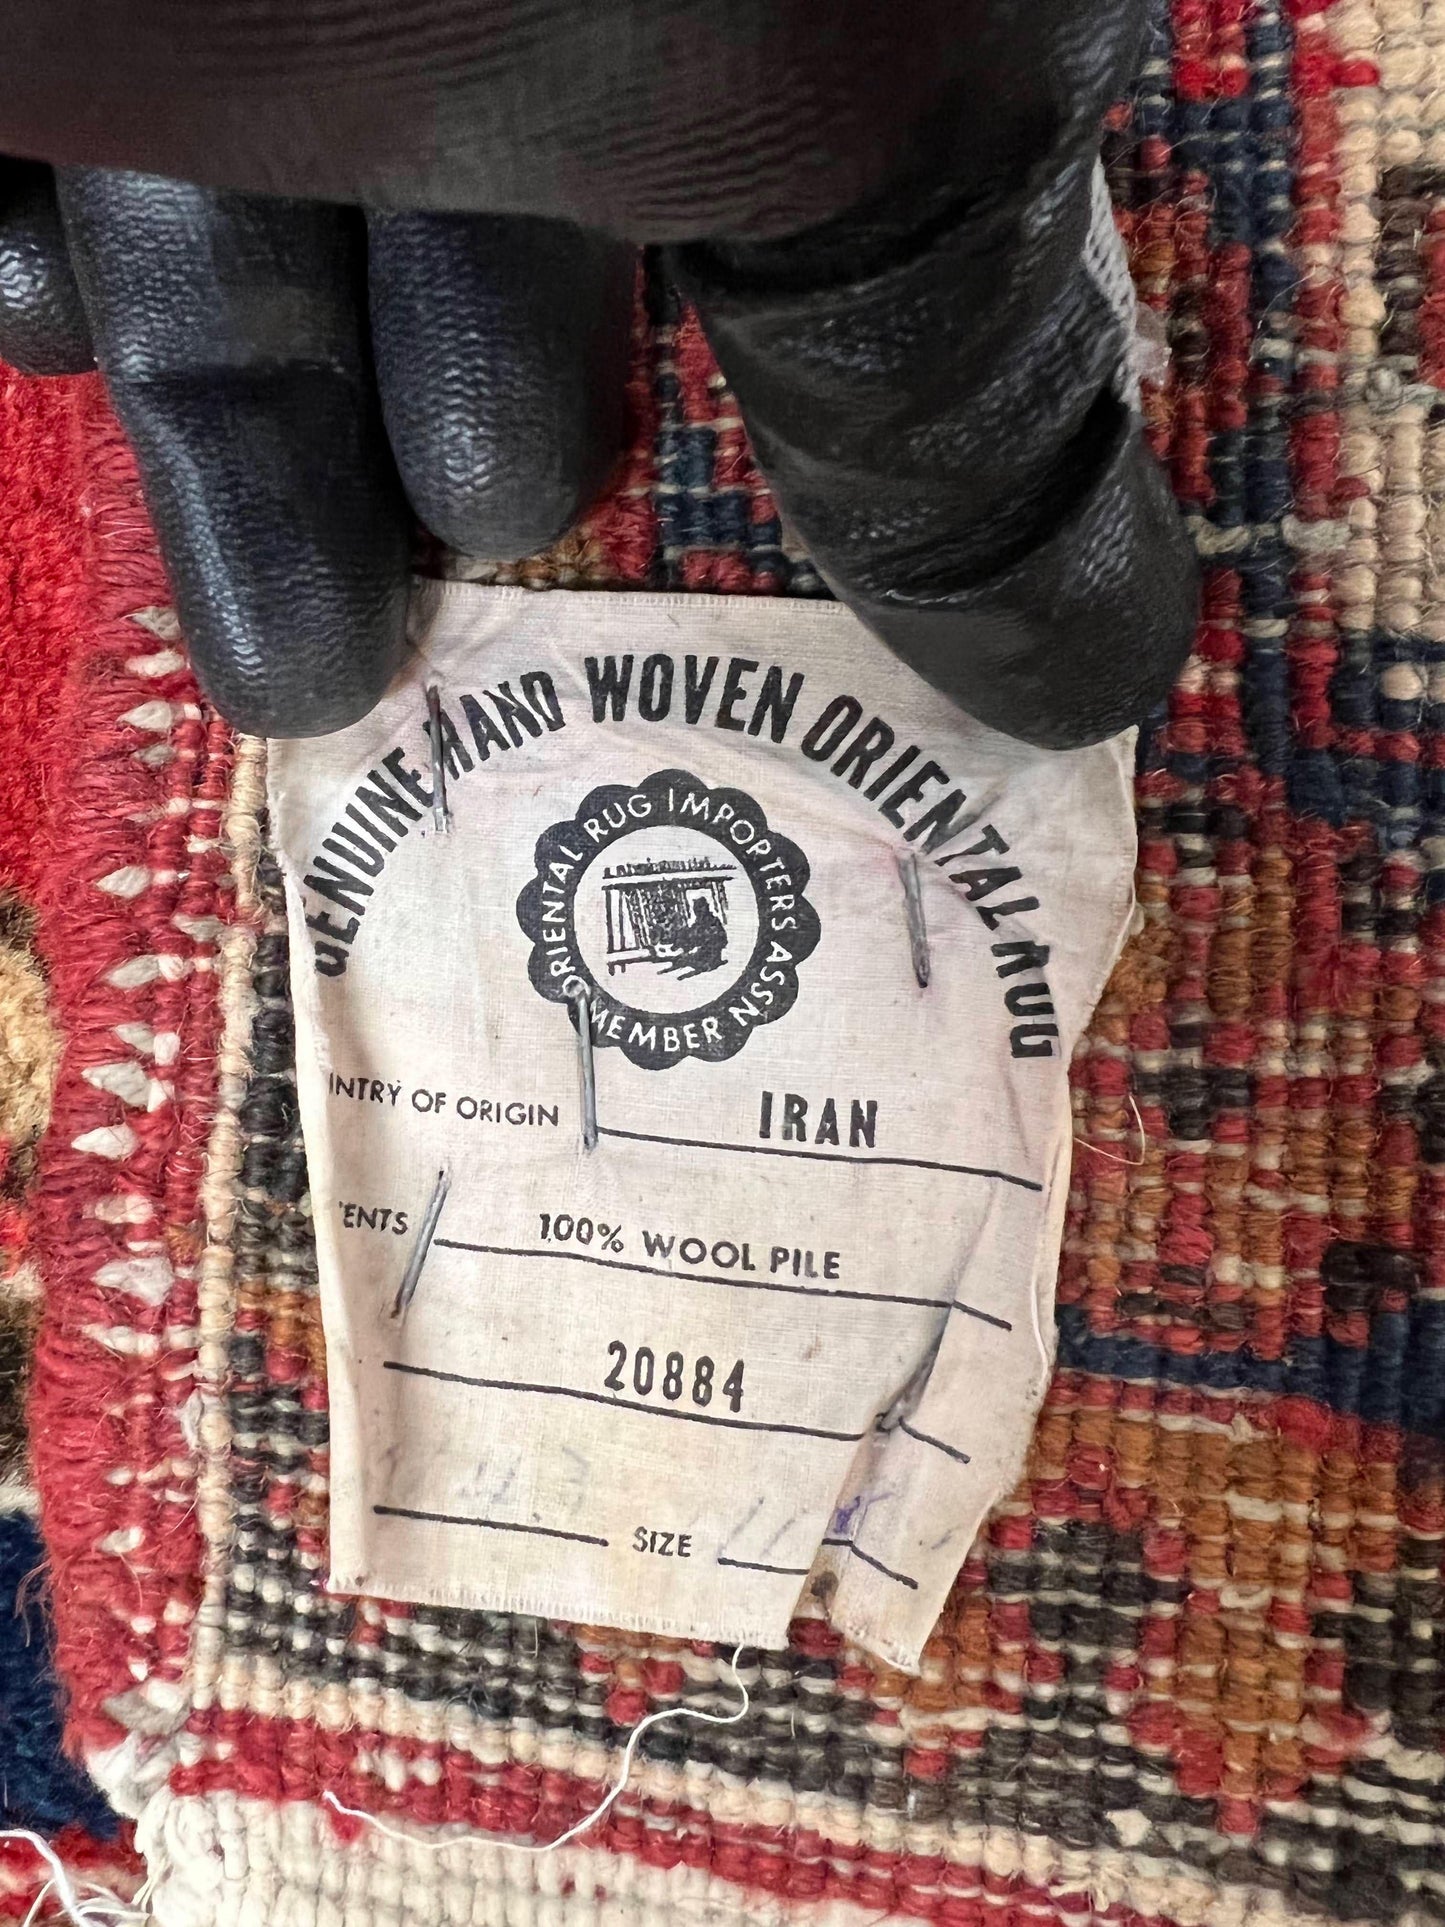 GENUINE HAND WOVEN ORIENTAL RUG
ORIENTAL RUG IMPORTERS ASSN
MEMBER
NTRY OF ORIGIN IRAN
ENTS 100% WOOL PILE
20884
SIZE